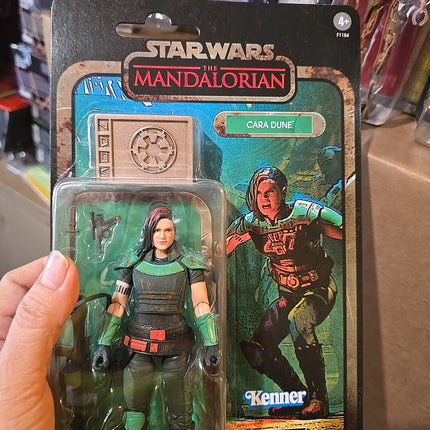 4+
F1184
STAR WARS
THE
MANDALORIAN
CARA DUNE
Kenner